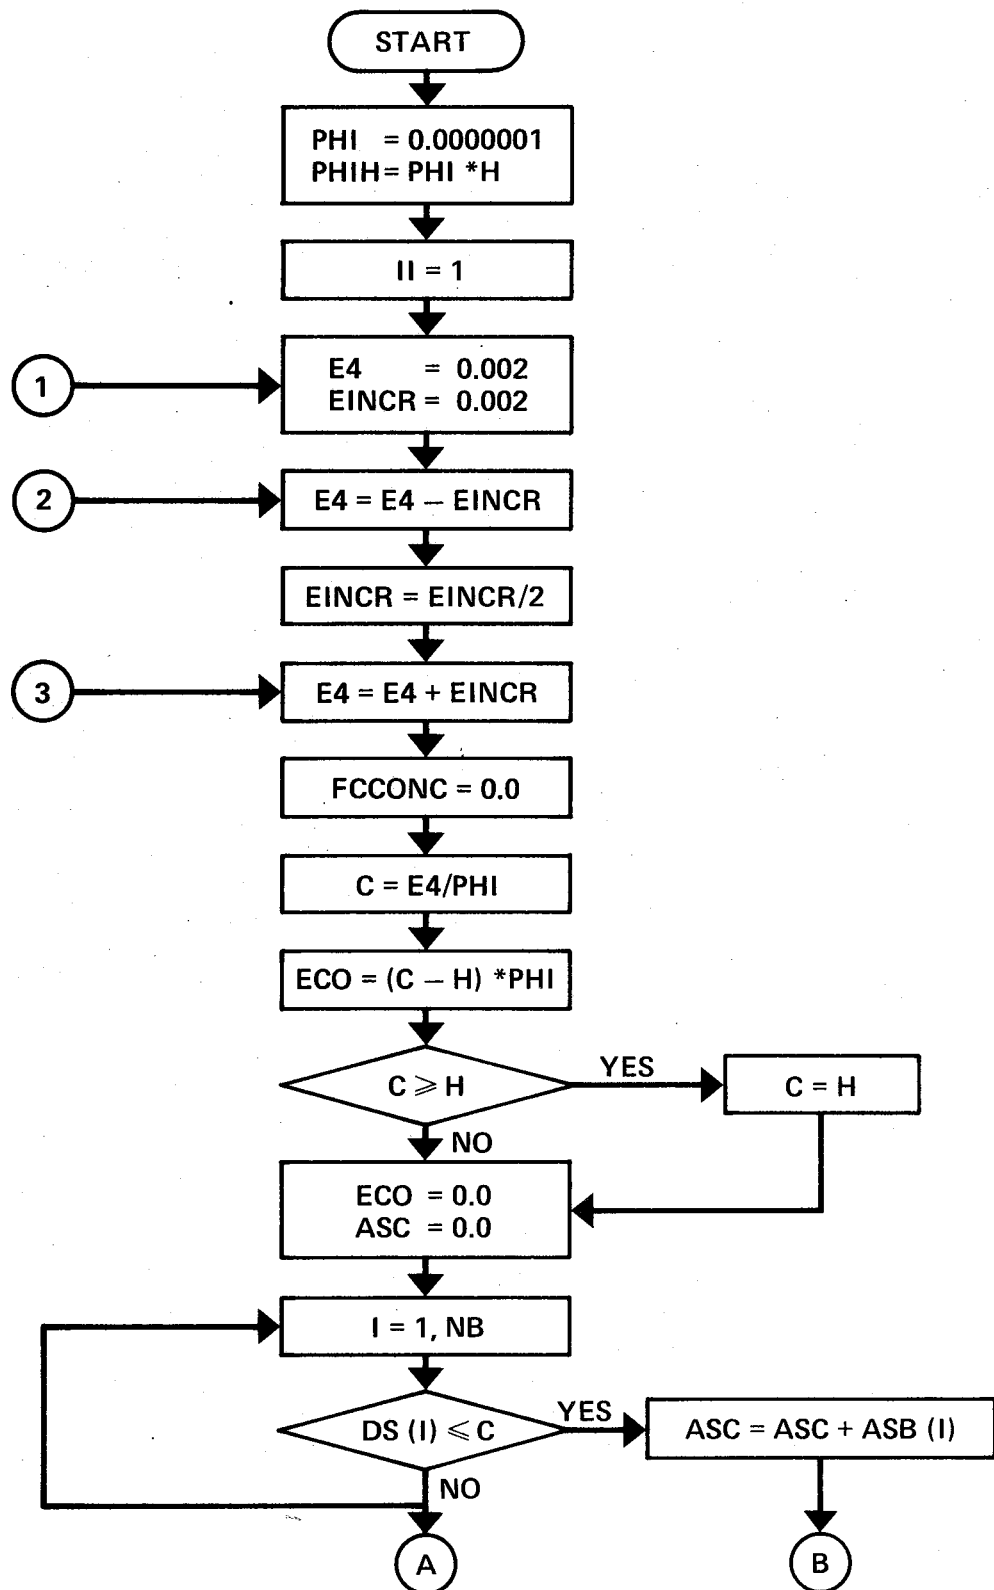 START
PHI = 0.0000001
PHIH = PHI *H
II = 1
1
E4 = 0.002
EINCR = 0.002
2
E4 = E4 — EINCR
EINCR = EINCR/2
3
E4 = E4 + EINCR
FCCONC = 0.0
C = E4/PHI
ECO = (C — H) *PHI
C ⩾ H
YES
C = H
NO
ECO = 0.0
ASC = 0.0
I = 1, NB
DS (I) ⩽ C
YES
ASC = ASC + ASB (I)
NO
A
B